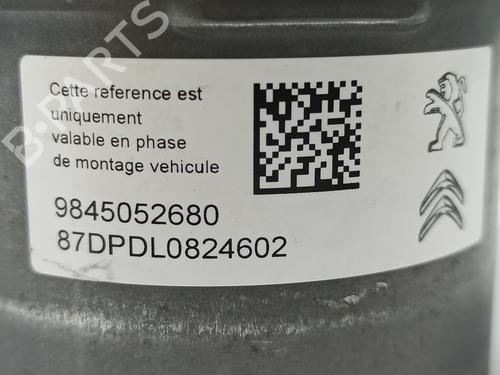 B-PARTS
Cette reference est
uniquement
valable en phase
de montage vehicule
9845052680
87DPDL0824602